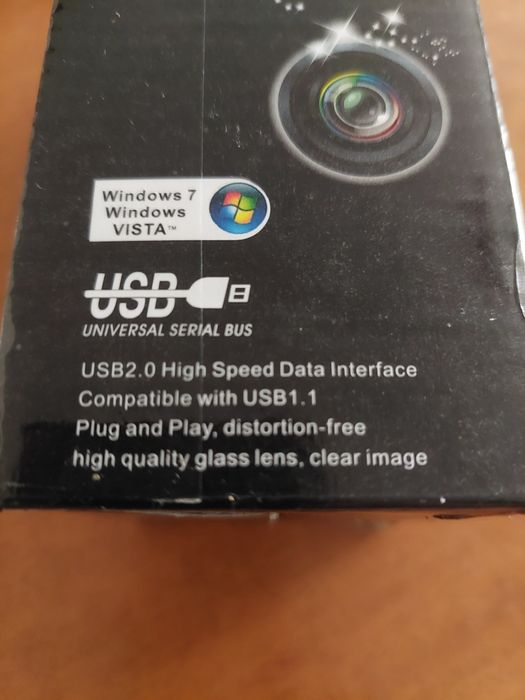 Windows 7
Windows
VISTA™
USB
UNIVERSAL SERIAL BUS
USB2.0 High Speed Data Interface
Compatible with USB1.1
Plug and Play, distortion-free
high quality glass lens, clear image